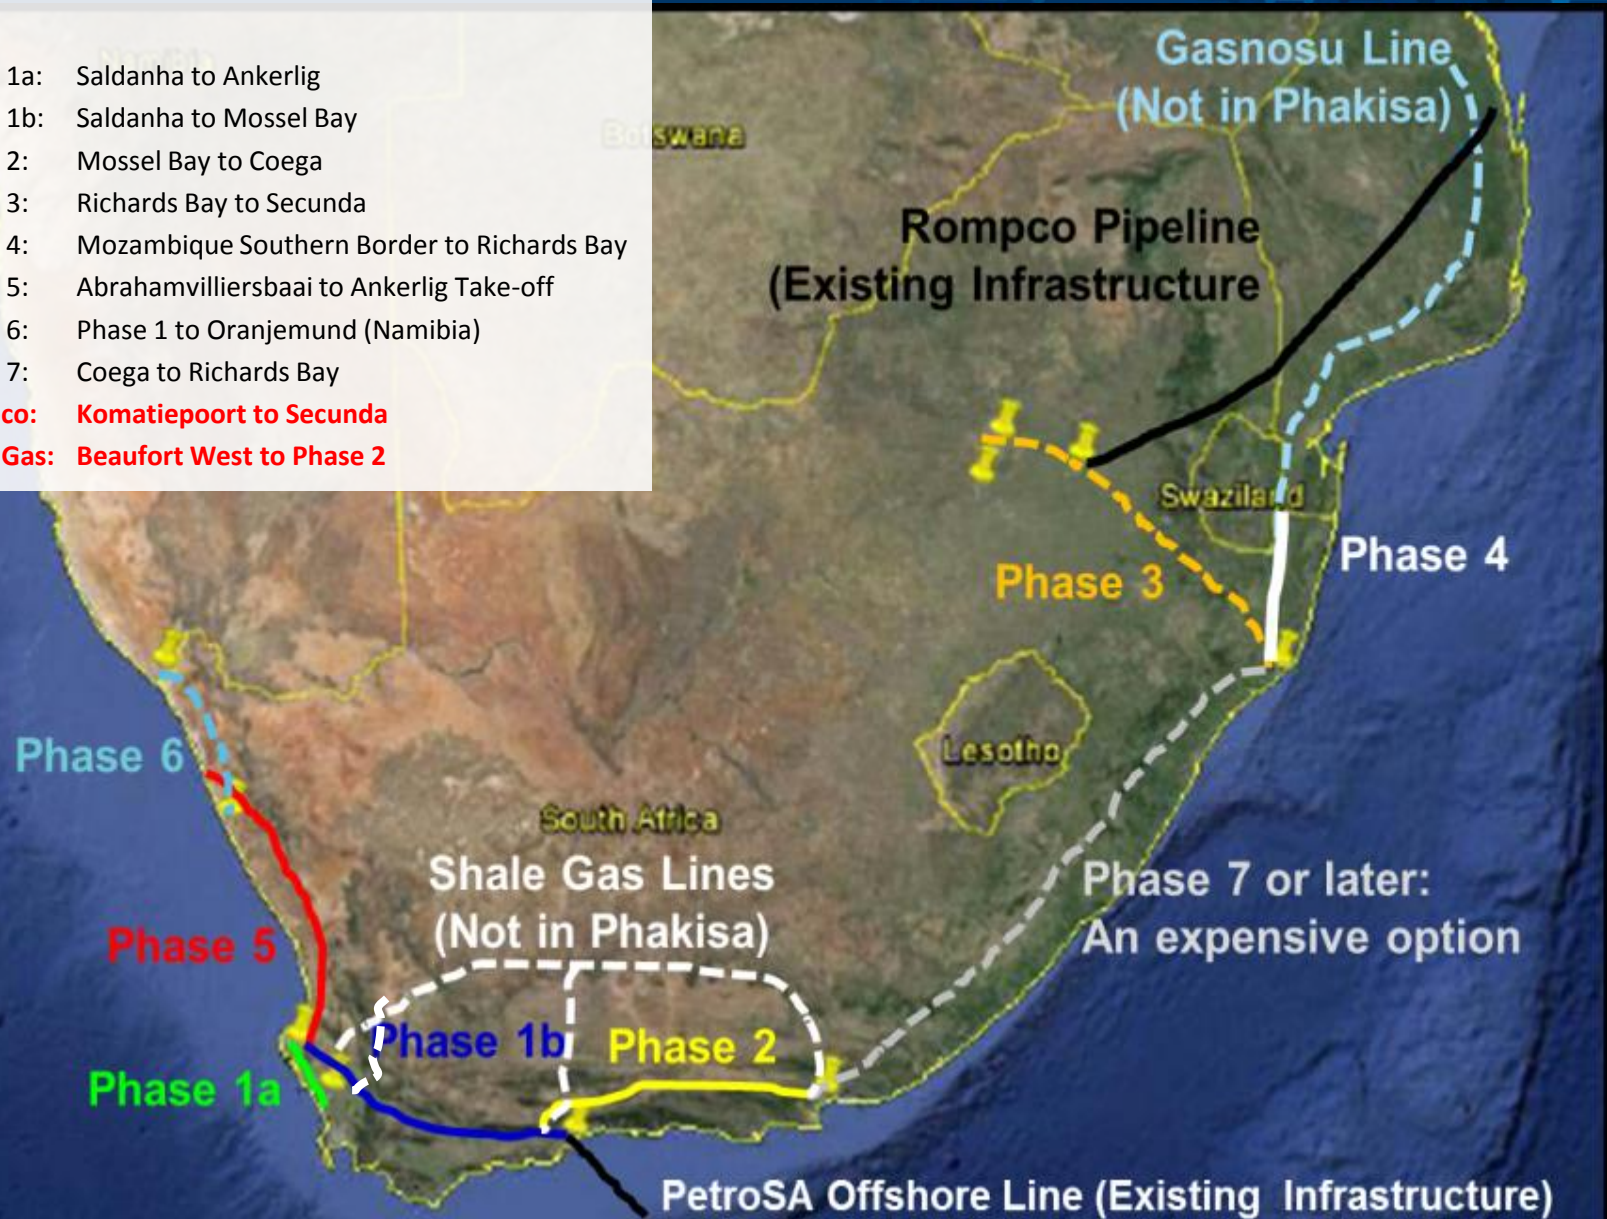 1a: Saldanha to Ankerlig
1b: Saldanha to Mossel Bay
2: Mossel Bay to Coega
3: Richards Bay to Secunda
4: Mozambique Southern Border to Richards Bay
5: Abrahamvilliersbaai to Ankerlig Take-off
6: Phase 1 to Oranjemund (Namibia)
7: Coega to Richards Bay
co: Komatiepoort to Secunda
Gas: Beaufort West to Phase 2
Namibia
Botswana
Gasnosu Line
(Not in Phakisa)
Rompco Pipeline
(Existing Infrastructure
Swaziland
Phase 4
Phase 3
Phase 6
Lesotho
South Africa
Shale Gas Lines
(Not in Phakisa)
Phase 7 or later:
An expensive option
Phase 5
Phase 1b
Phase 2
Phase 1a
PetroSA Offshore Line (Existing Infrastructure)